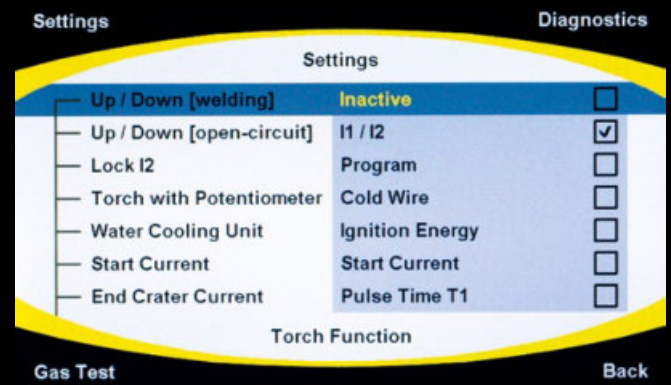 Settings Diagnostics
Settings
Up / Down [welding] Inactive
Up / Down [open-circuit] I1 / I2
Lock I2 Program
Torch with Potentiometer Cold Wire
Water Cooling Unit Ignition Energy
Start Current Start Current
End Crater Current Pulse Time T1
Torch Function
Gas Test Back